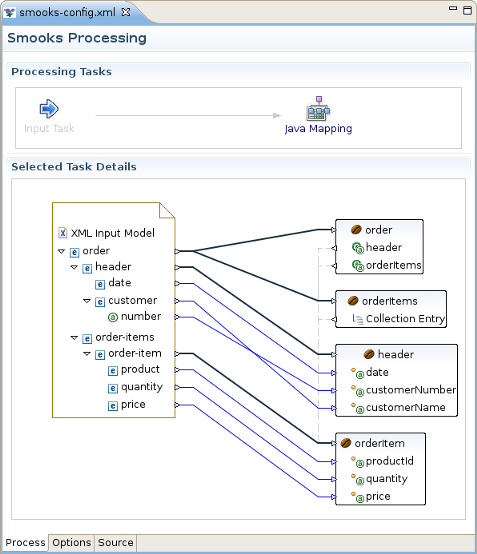 smooks-config.xml
Smooks Processing
Processing Tasks
Input Task
Java Mapping
Selected Task Details
XML Input Model
order
header
date
customer
number
order-items
order-item
product
quantity
price
order
header
orderItems
orderItems
Collection Entry
header
date
customerNumber
customerName
orderItem
productId
quantity
price
Process
Options
Source